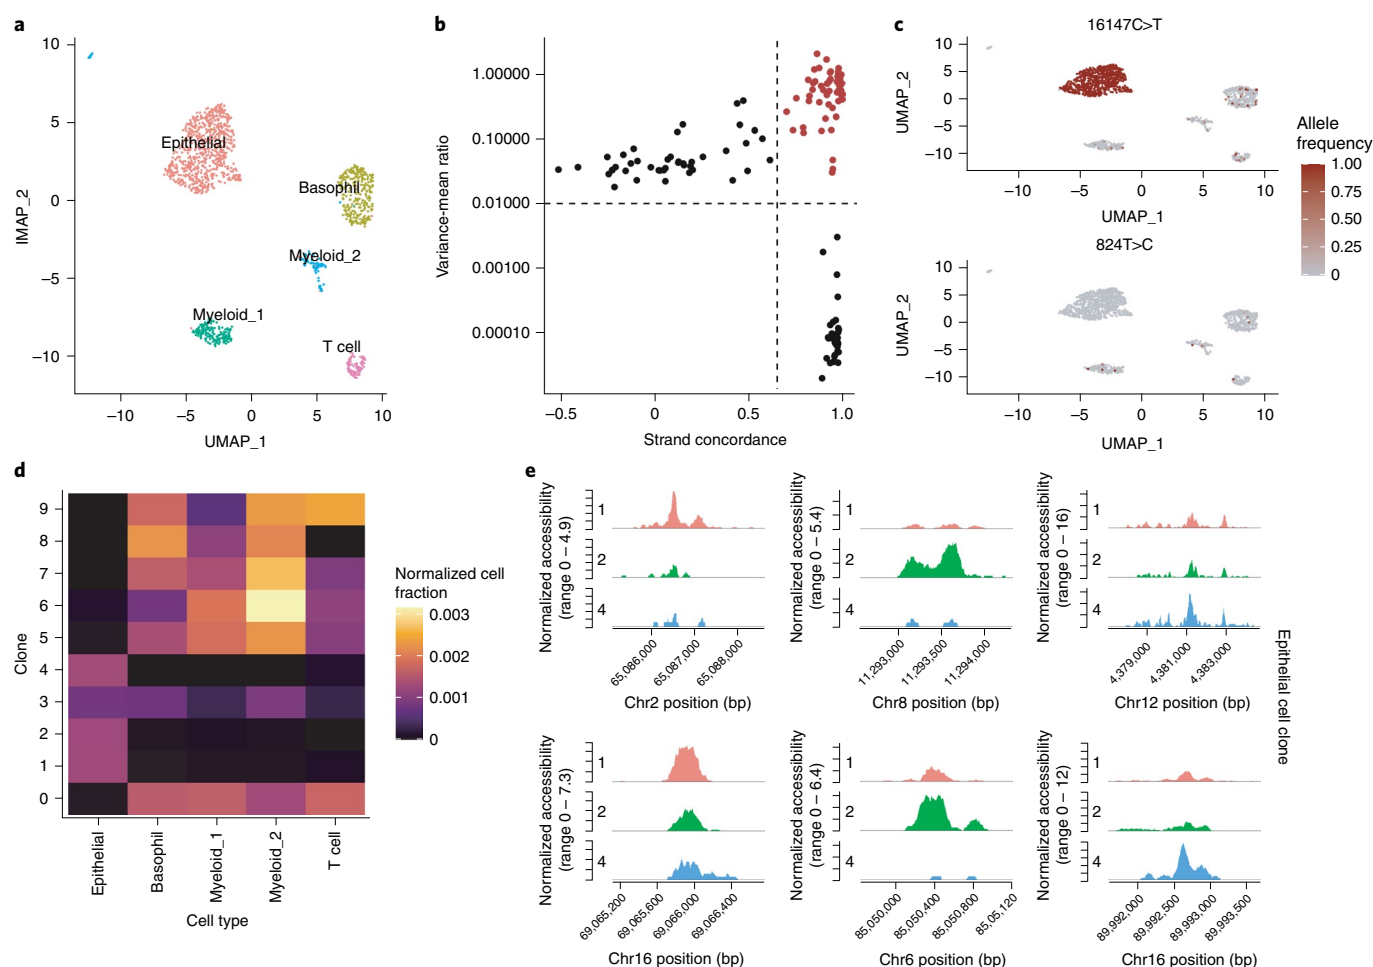 a
10
5
0
−5
−10
IMAP_2
Epithelial
Basophil
Myeloid_2
Myeloid_1
T cell
−10
−5
0
5
10
UMAP_1
b
1.00000
0.10000
0.01000
0.00100
0.00010
Variance-mean ratio
−0.5
0
0.5
1.0
Strand concordance
c
16147C>T
10
5
0
−5
−10
UMAP_2
−10
−5
0
5
10
UMAP_1
824T>C
10
5
0
−5
−10
UMAP_2
−10
−5
0
5
10
UMAP_1
Allele
frequency
1.00
0.75
0.50
0.25
0
d
9
8
7
6
5
4
3
2
1
0
Clone
Epithelial
Basophil
Myeloid_1
Myeloid_2
T cell
Cell type
Normalized cell
fraction
0.003
0.002
0.001
0
e
Normalized accessibility
(range 0 – 4.9)
1
2
4
65,086,000
65,087,000
65,088,000
Chr2 position (bp)
Normalized accessibility
(range 0 – 5.4)
1
2
4
11,293,000
11,293,500
11,294,000
Chr8 position (bp)
Normalized accessibility
(range 0 – 16)
1
2
4
4,379,000
4,381,000
4,383,000
Chr12 position (bp)
Epithelial cell clone
Normalized accessibility
(range 0 – 7.3)
1
2
4
69,065,200
69,065,600
69,066,000
69,066,400
Chr16 position (bp)
Normalized accessibility
(range 0 – 6.4)
1
2
4
85,050,000
85,050,400
85,050,800
85,05,120
Chr6 position (bp)
Normalized accessibility
(range 0 – 12)
1
2
4
89,992,000
89,992,500
89,993,000
89,993,500
Chr16 position (bp)